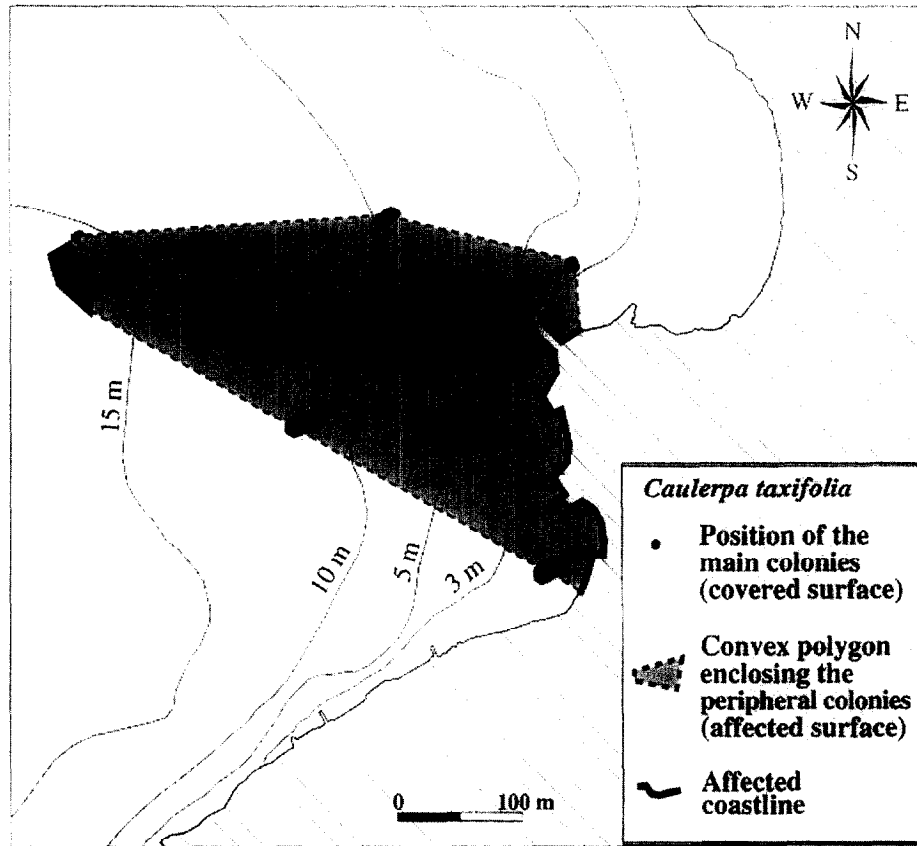 N
W E
S
15 m
10 m
5 m
3 m
Caulerpa taxifolia
Position of the
main colonies
(covered surface)
Convex polygon
enclosing the
peripheral colonies
(affected surface)
Affected
coastline
0 100 m